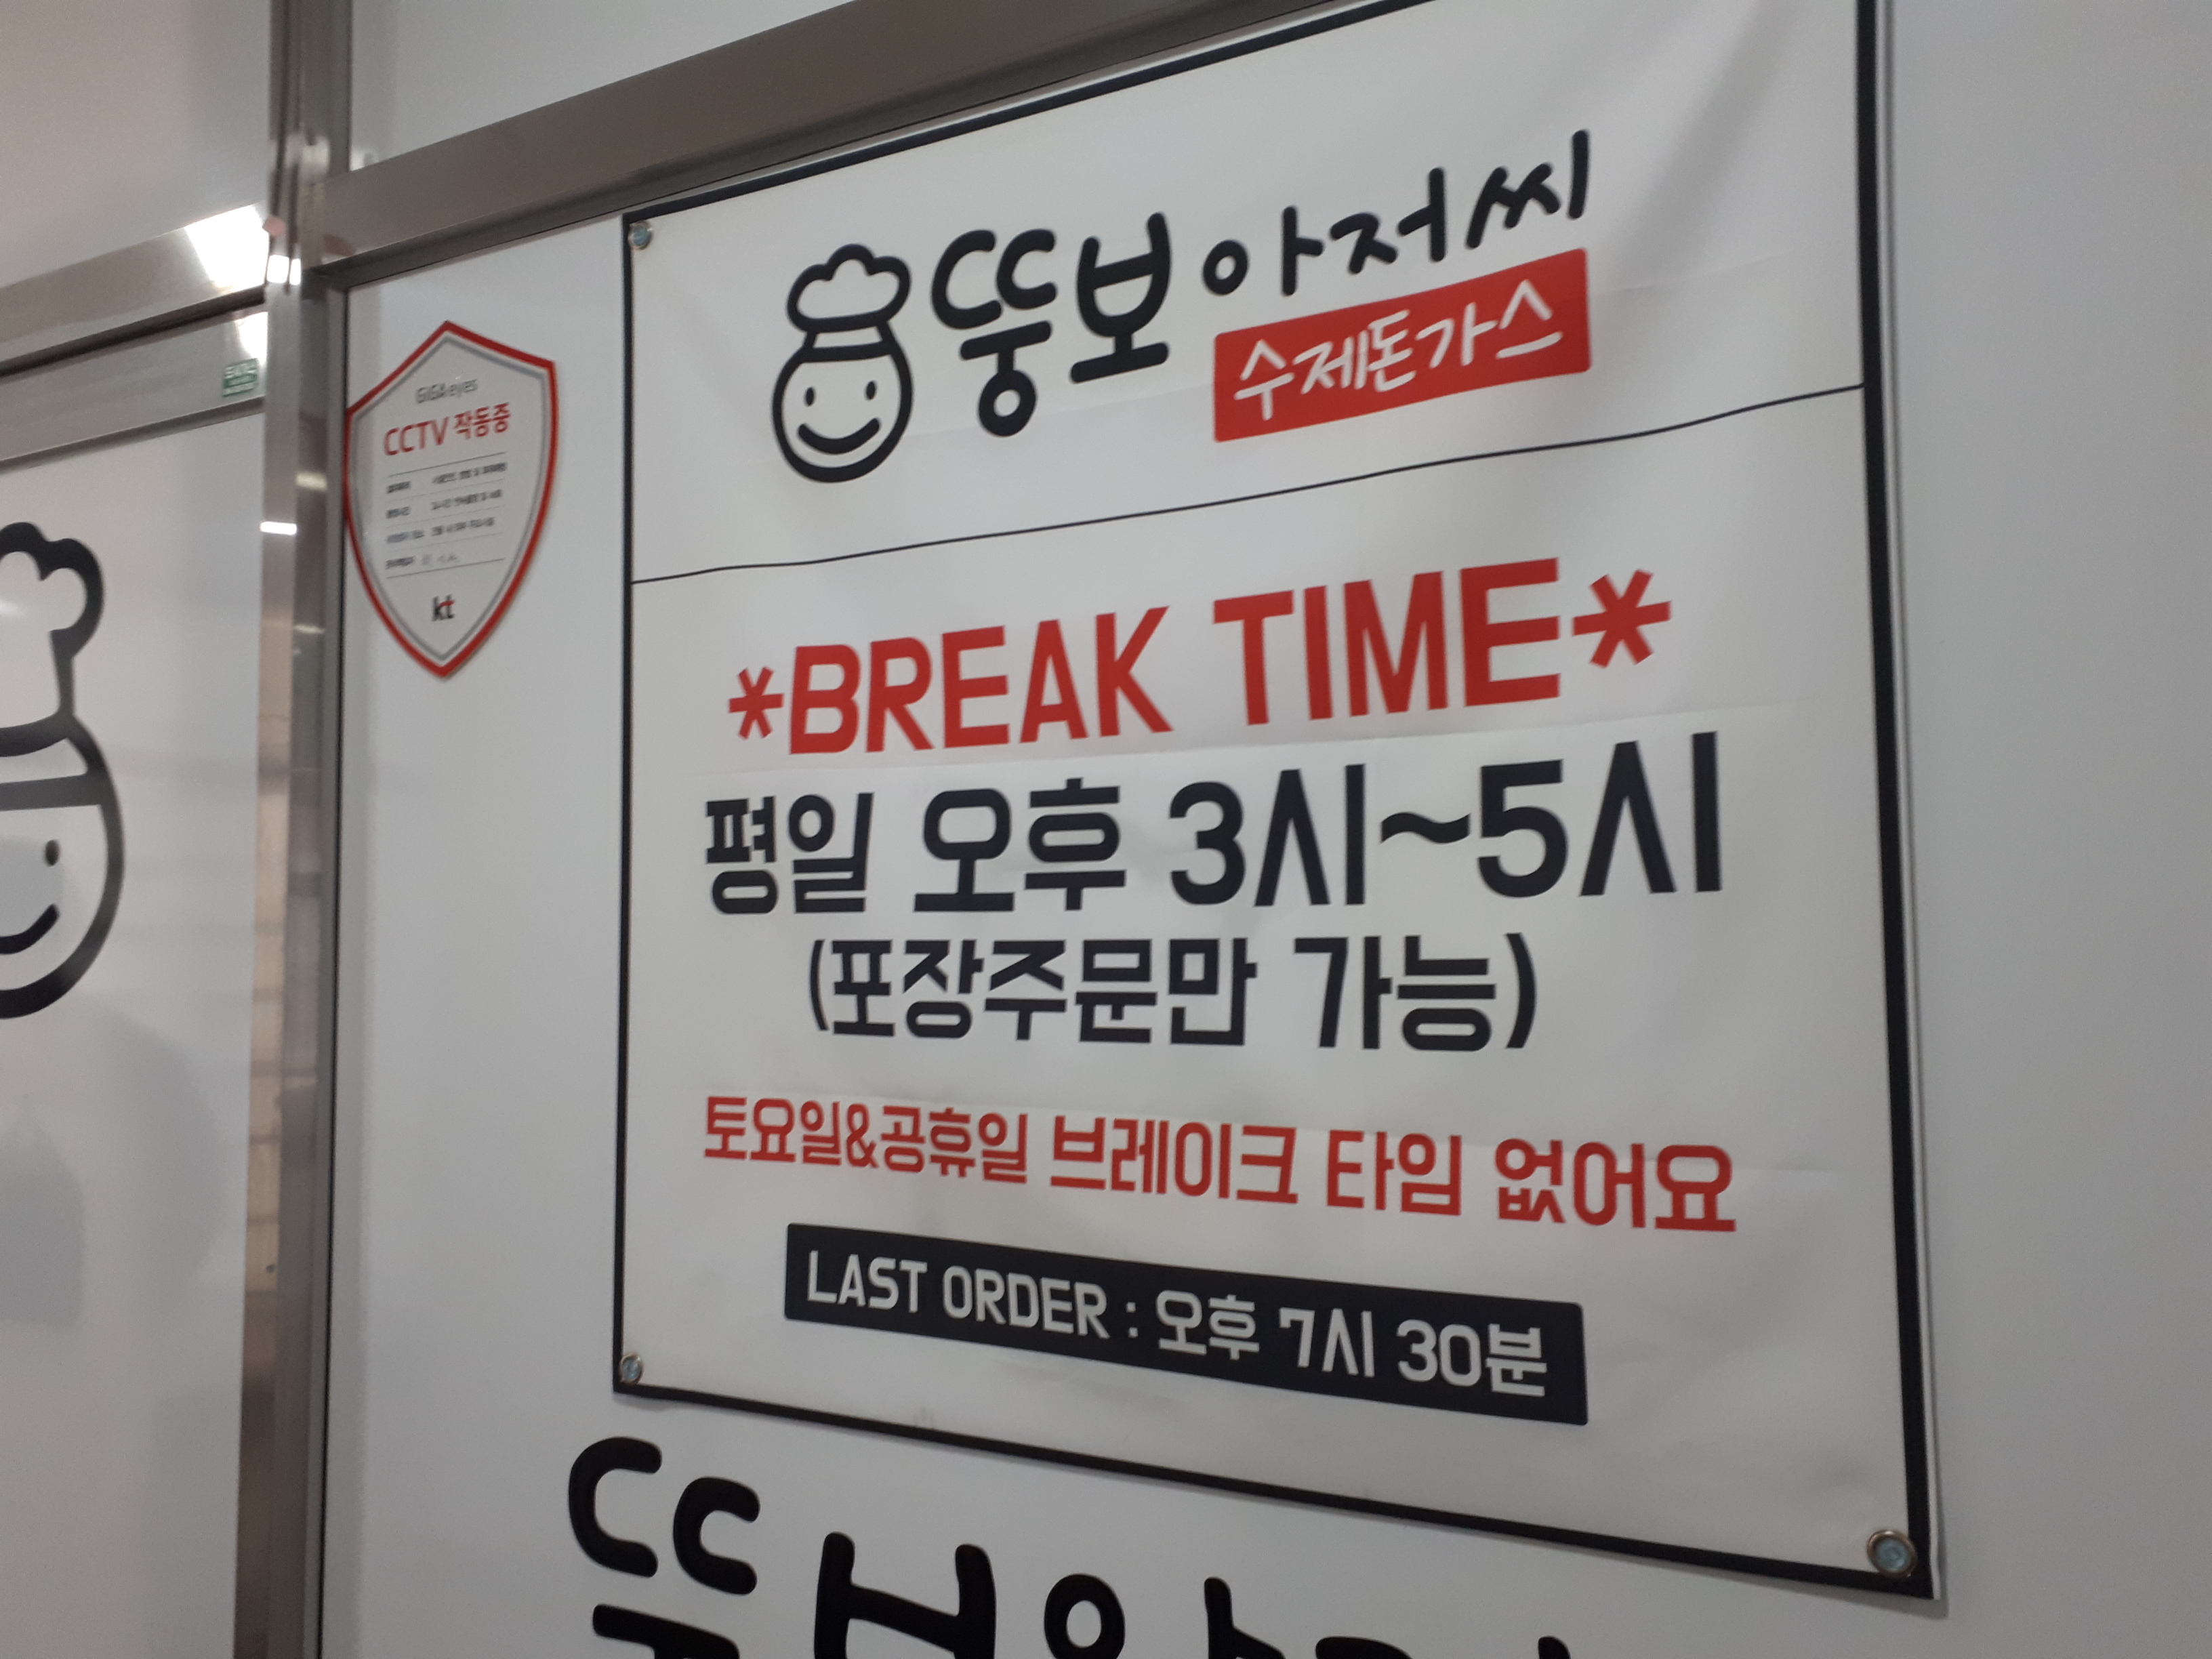 뚱보아저씨
수제돈가스
*BREAK TIME*
평일 오후 3시~5시
(포장주문만 가능)
토요일&공휴일 브레이크 타임 없어요
LAST ORDER : 오후 7시 30분
GiGA eyes
CCTV 작동중
kt